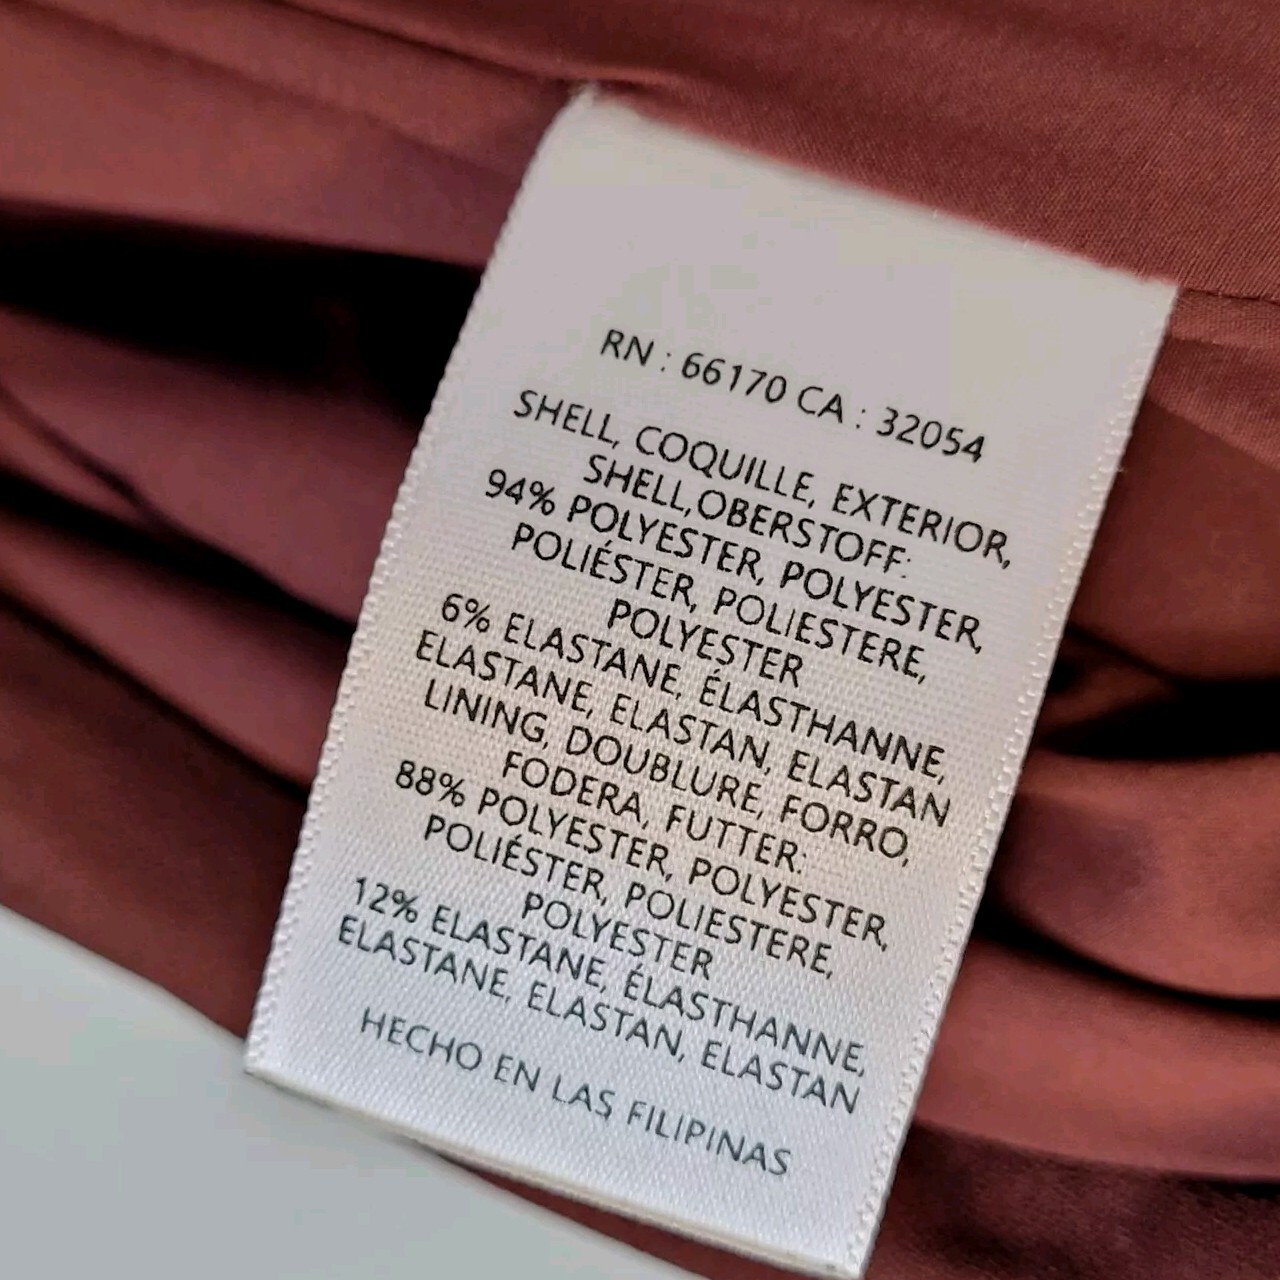 RN : 66170 CA : 32054
SHELL, COQUILLE, EXTERIOR,
SHELL,OBERSTOFF:
94% POLYESTER, POLYESTER,
POLIÉSTER, POLIESTERE,
POLYESTER
6% ELASTANE, ÉLASTHANNE,
ELASTANE, ELASTAN, ELASTAN
LINING, DOUBLURE, FORRO,
FODERA, FUTTER:
88% POLYESTER, POLYESTER,
POLIÉSTER, POLIESTERE,
POLYESTER
12% ELASTANE, ÉLASTHANNE,
ELASTANE, ELASTAN, ELASTAN
HECHO EN LAS FILIPINAS